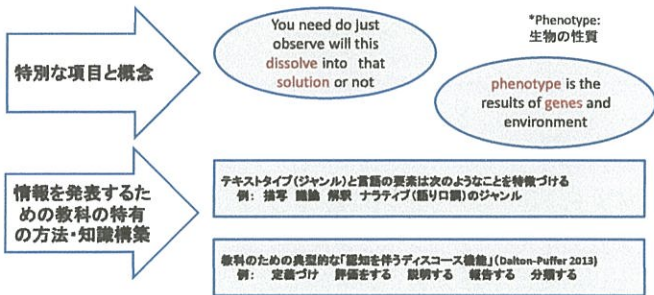 特別な項目と概念
You need do just
observe will this
dissolve into that
solution or not
*Phenotype:
生物の性質
phenotype is the
results of genes and
environment
情報を発表するた
めの教科の特有
の方法・知識構築
テキストタイプ(ジャンル)と言語の要素は次のようなことを特徴づける
例: 描写 議論 解釈 ナラティブ(語り口調)のジャンル
教科のための典型的な「認知を伴うディスコース機能」(Dalton-Puffer 2013)
例: 定義づけ 評価をする 説明する 報告する 分類する